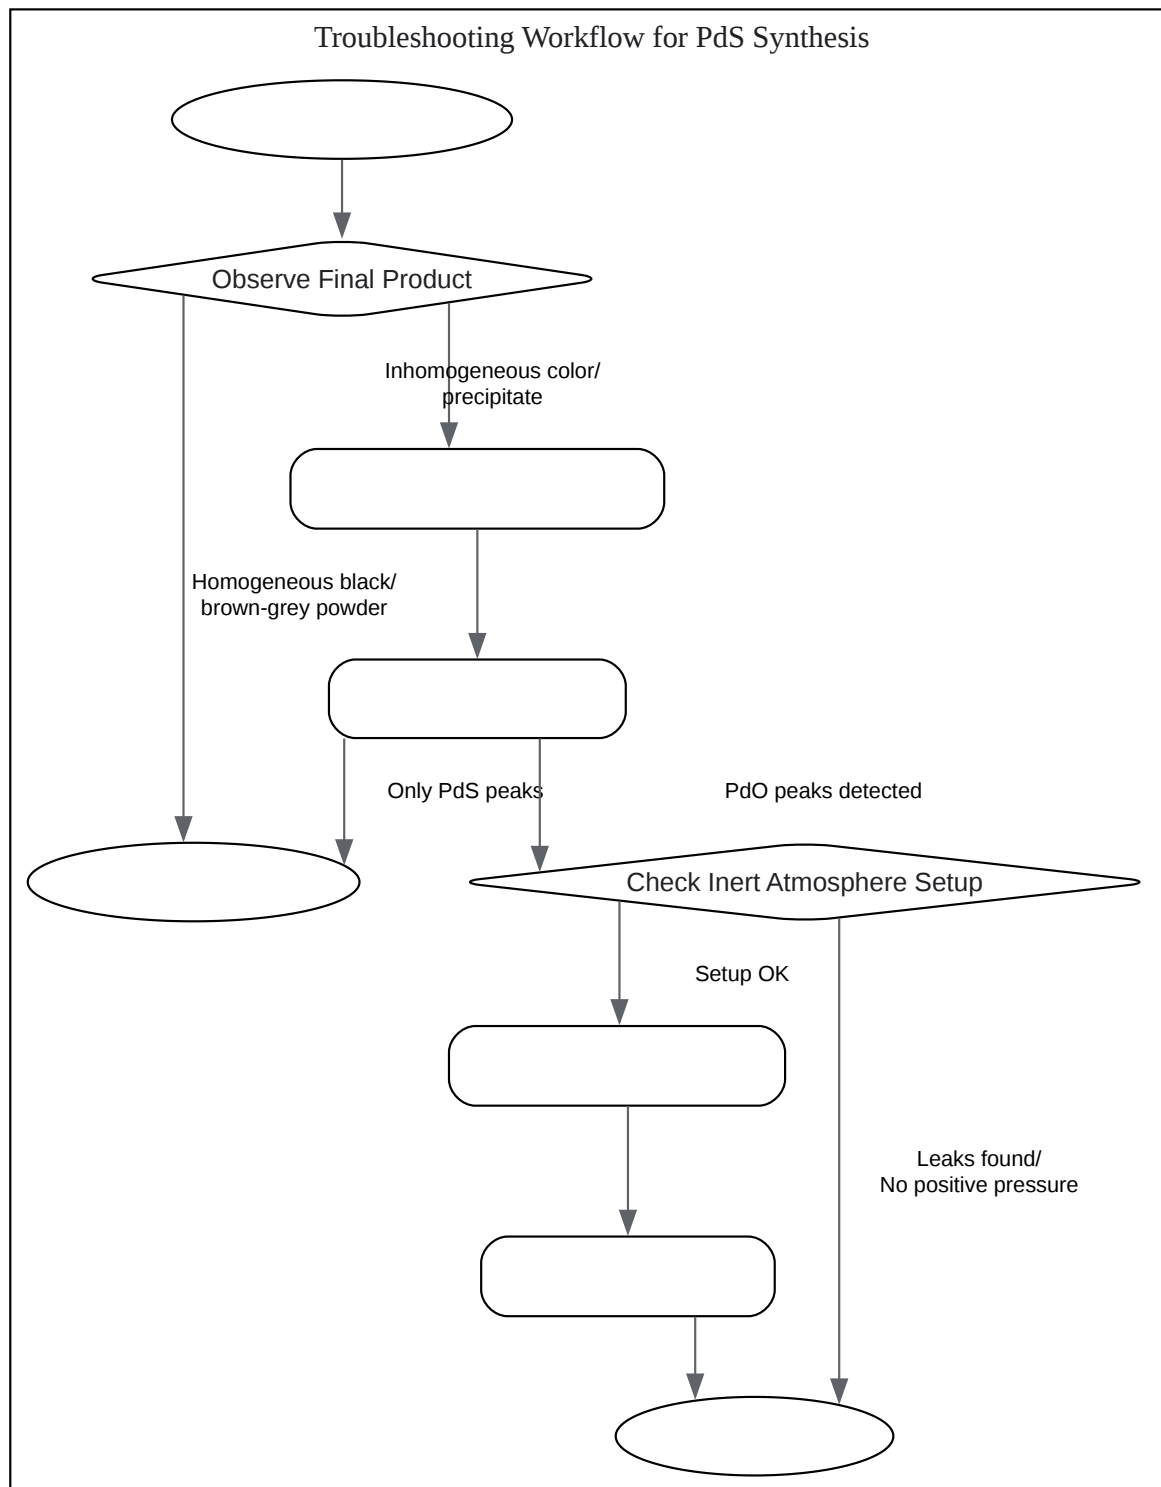 Troubleshooting Workflow for PdS Synthesis
Observe Final Product
Inhomogeneous color/
precipitate
Homogeneous black/
brown-grey powder
Only PdS peaks
PdO peaks detected
Check Inert Atmosphere Setup
Setup OK
Leaks found/
No positive pressure